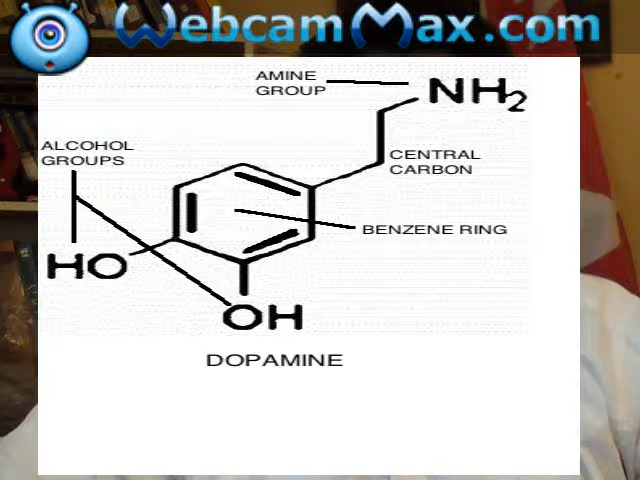 WebcamMax.com
AMINE
GROUP
NH2
ALCOHOL
GROUPS
CENTRAL
CARBON
BENZENE RING
HO
OH
DOPAMINE